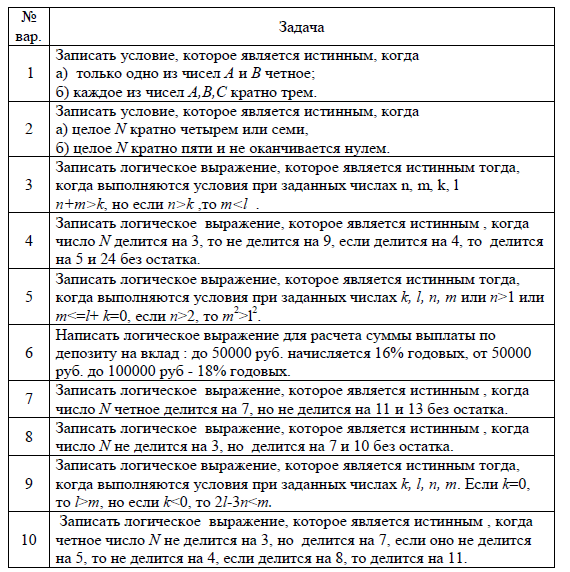 №
вар.
Задача
1
Записать условие, которое является истинным, когда
а) только одно из чисел A и B четное;
б) каждое из чисел A,B,C кратно трем.
2
Записать условие, которое является истинным, когда
а) целое N кратно четырем или семи,
б) целое N кратно пяти и не оканчивается нулем.
3
Записать логическое выражение, которое является истинным тогда,
когда выполняются условия при заданных числах n, m, k, l
n+m>k, но если n>k ,то m<l .
4
Записать логическое выражение, которое является истинным , когда
число N делится на 3, то не делится на 9, если делится на 4, то делится
на 5 и 24 без остатка.
5
Записать логическое выражение, которое является истинным тогда,
когда выполняются условия при заданных числах k, l, n, m или n>1 или
m<=l+ k=0, если n>2, то m²>l².
6
Написать логическое выражение для расчета суммы выплаты по
депозиту на вклад : до 50000 руб. начисляется 16% годовых, от 50000
руб. до 100000 руб - 18% годовых.
7
Записать логическое выражение, которое является истинным , когда
число N четное делится на 7, но не делится на 11 и 13 без остатка.
8
Записать логическое выражение, которое является истинным , когда
число N не делится на 3, но делится на 7 и 10 без остатка.
9
Записать логическое выражение, которое является истинным тогда,
когда выполняются условия при заданных числах k, l, n, m. Если k=0,
то l>m, но если k<0, то 2l-3n<m.
10
Записать логическое выражение, которое является истинным , когда
четное число N не делится на 3, но делится на 7, если оно не делится
на 5, то не делится на 4, если делится на 8, то делится на 11.